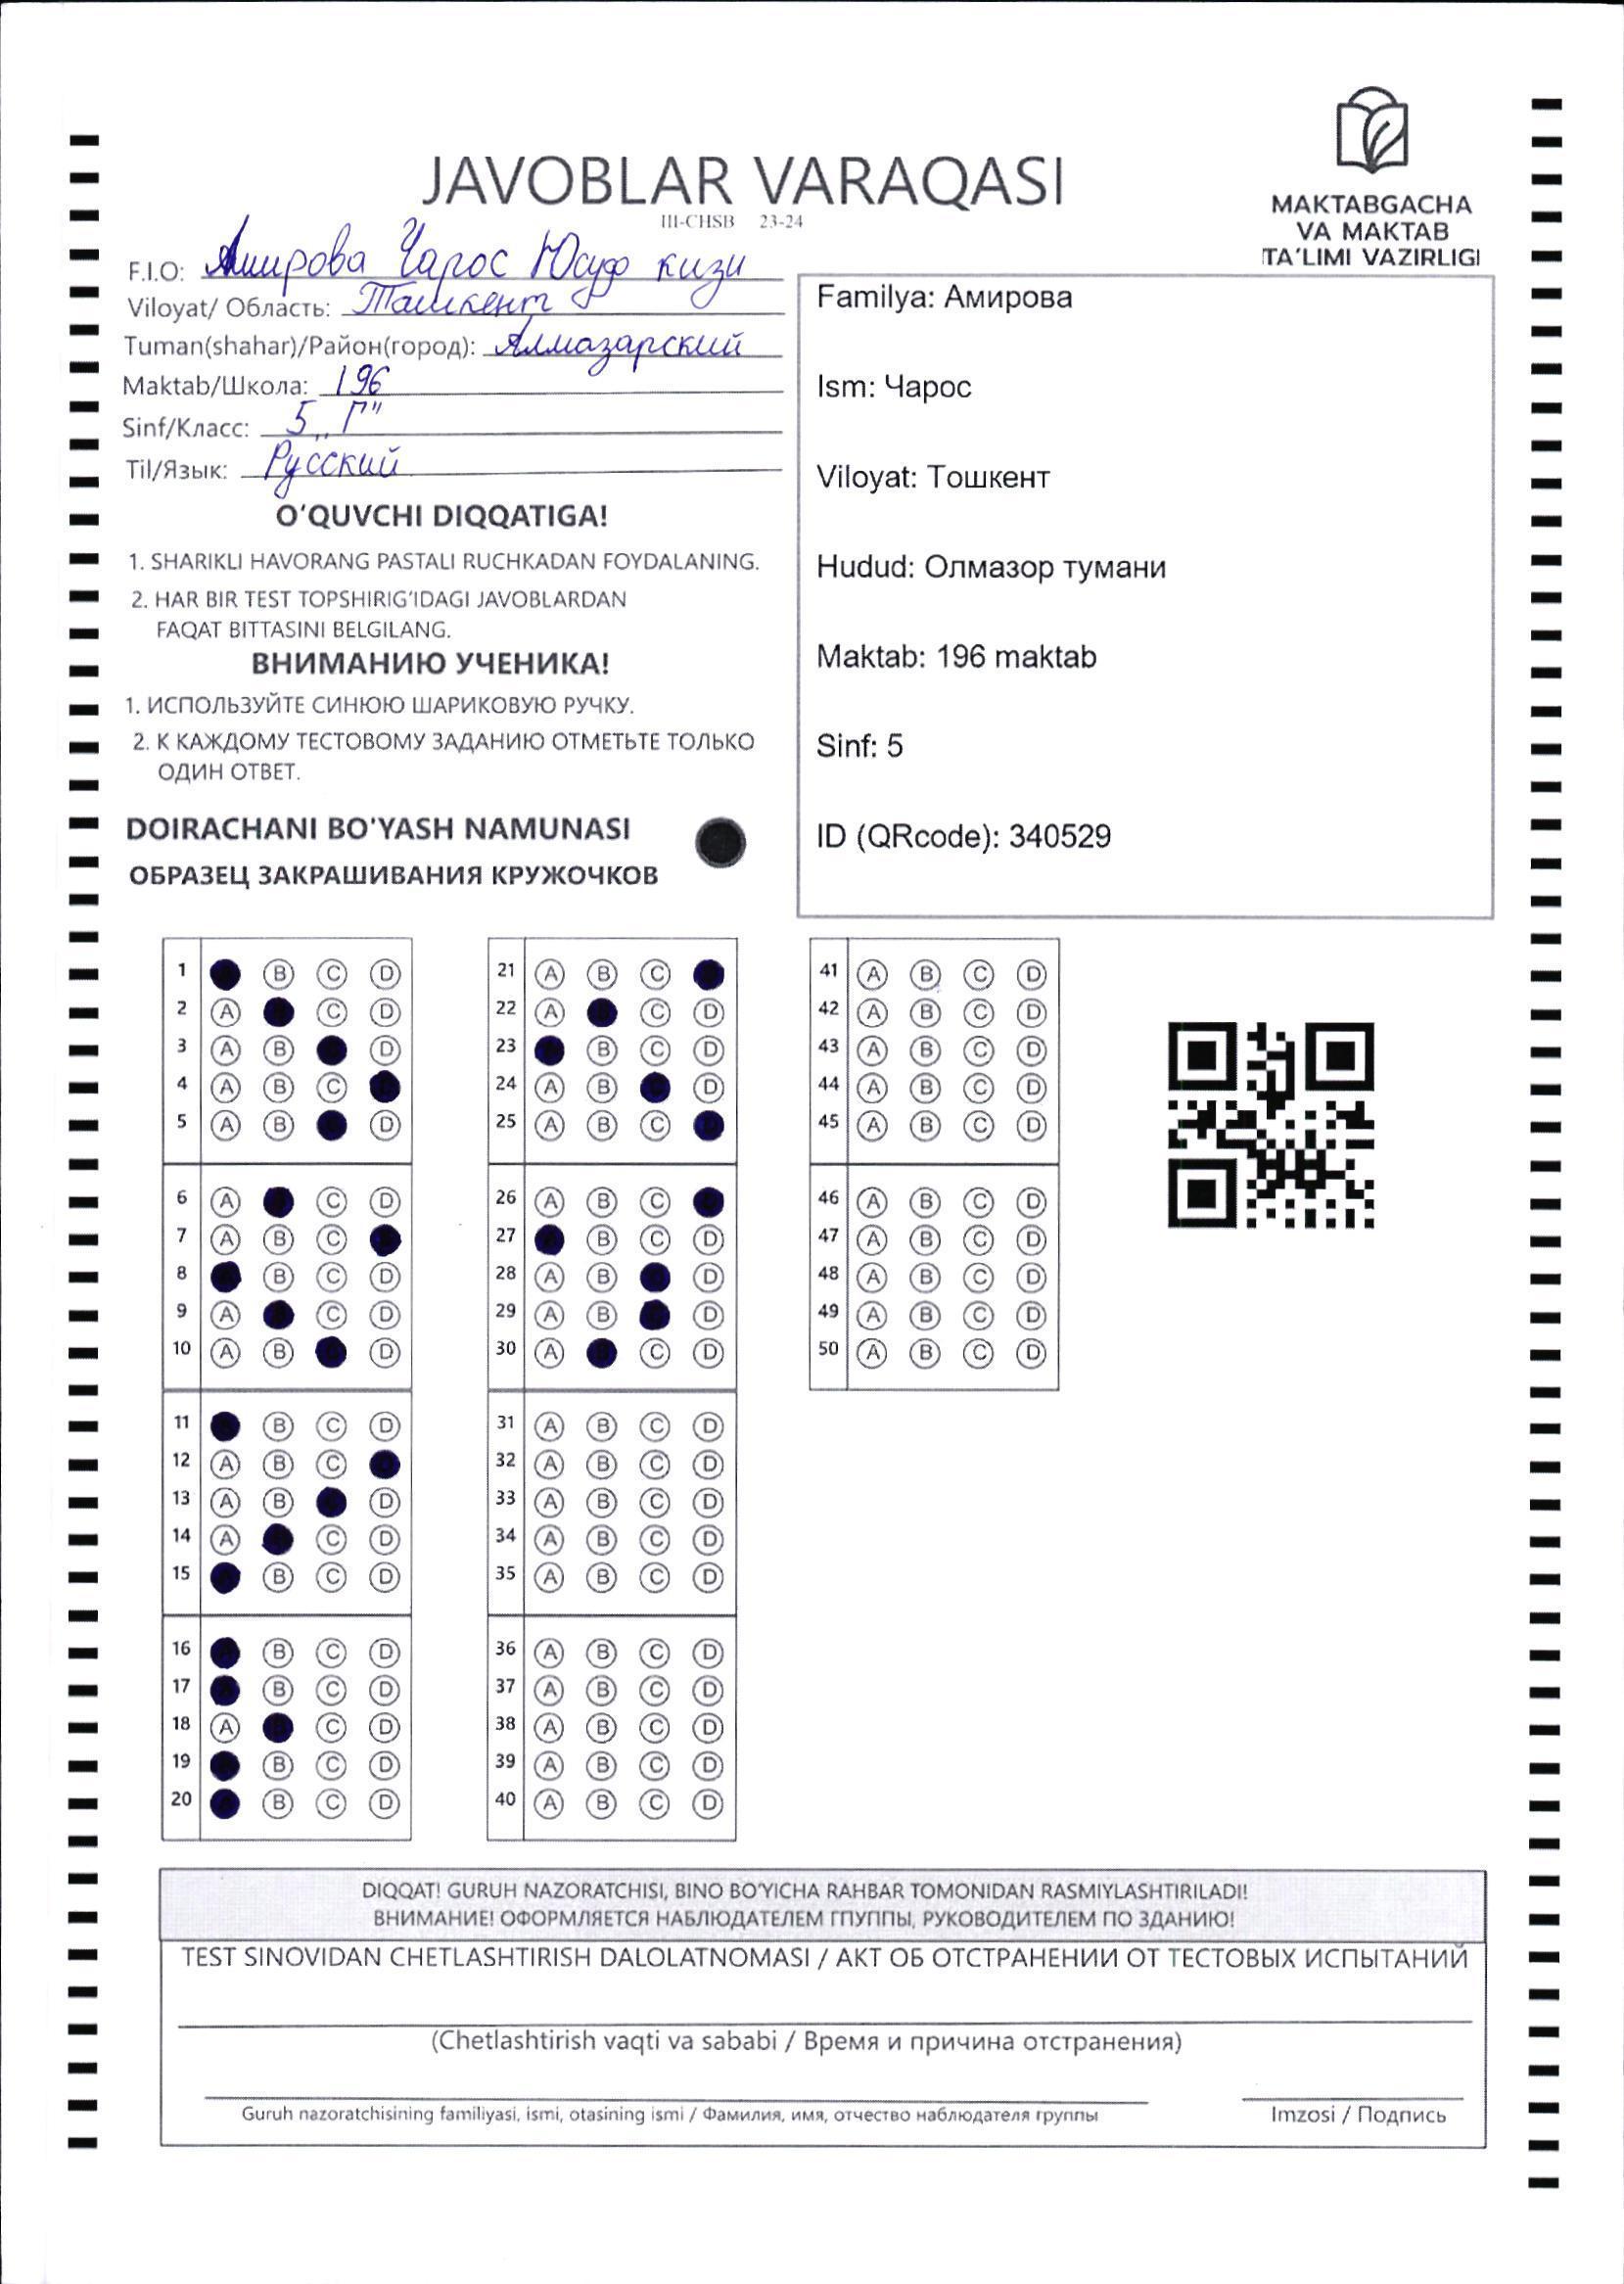 JAVOBLAR VARAQASI
III-CHSB 23-24
MAKTABGACHA
VA MAKTAB
TA'LIMI VAZIRLIGI
F.I.O: Амирова Чарос Юсуф кизи
Viloyat/ Область: Ташкент
Tuman(shahar)/Район(город): Алмазарский
Maktab/Школа: 196
Sinf/Класс: 5 „Г"
Til/Язык: Русский
O'QUVCHI DIQQATIGA!
1. SHARIKLI HAVORANG PASTALI RUCHKADAN FOYDALANING.
2. HAR BIR TEST TOPSHIRIG'IDAGI JAVOBLARDAN
FAQAT BITTASINI BELGILANG.
ВНИМАНИЮ УЧЕНИКА!
1. ИСПОЛЬЗУЙТЕ СИНЮЮ ШАРИКОВУЮ РУЧКУ.
2. К КАЖДОМУ ТЕСТОВОМУ ЗАДАНИЮ ОТМЕТЬТЕ ТОЛЬКО
ОДИН ОТВЕТ.
DOIRACHANI BO'YASH NAMUNASI
ОБРАЗЕЦ ЗАКРАШИВАНИЯ КРУЖОЧКОВ
Familya: Амирова
Ism: Чарос
Viloyat: Тошкент
Hudud: Олмазор тумани
Maktab: 196 maktab
Sinf: 5
ID (QRcode): 340529
1 B C D
2 A C D
3 A B D
4 A B C
5 A B D
6 A C D
7 A B C
8 B C D
9 A C D
10 A B D
11 B C D
12 A B C
13 A B D
14 A C D
15 B C D
16 B C D
17 B C D
18 A C D
19 B C D
20 B C D
21 A B C
22 A C D
23 B C D
24 A B D
25 A B C
26 A B C
27 B C D
28 A B D
29 A B D
30 A C D
31 A B C D
32 A B C D
33 A B C D
34 A B C D
35 A B C D
36 A B C D
37 A B C D
38 A B C D
39 A B C D
40 A B C D
41 A B C D
42 A B C D
43 A B C D
44 A B C D
45 A B C D
46 A B C D
47 A B C D
48 A B C D
49 A B C D
50 A B C D
DIQQAT! GURUH NAZORATCHISI, BINO BO'YICHA RAHBAR TOMONIDAN RASMIYLASHTIRILADI!
ВНИМАНИЕ! ОФОРМЛЯЕТСЯ НАБЛЮДАТЕЛЕМ ГПУППЫ, РУКОВОДИТЕЛЕМ ПО ЗДАНИЮ!
TEST SINOVIDAN CHETLASHTIRISH DALOLATNOMASI / АКТ ОБ ОТСТРАНЕНИИ ОТ ТЕСТОВЫХ ИСПЫТАНИЙ
(Chetlashtirish vaqti va sababi / Время и причина отстранения)
Guruh nazoratchisining familiyasi, ismi, otasining ismi / Фамилия, имя, отчество наблюдателя группы
Imzosi / Подпись